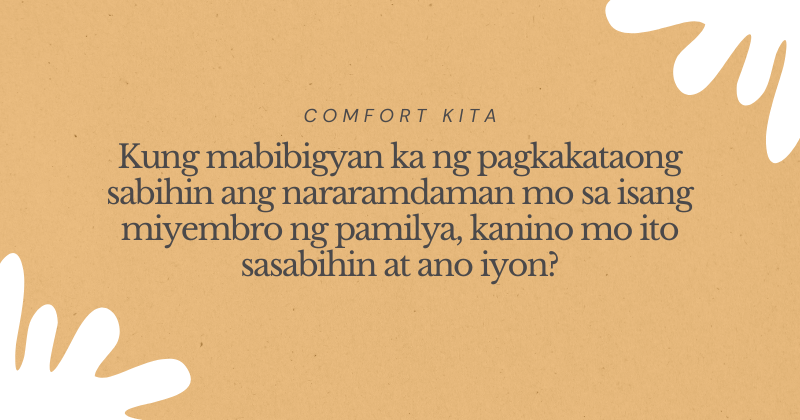 COMFORT KITA
Kung mabibigyan ka ng pagkakataong
sabihin ang nararamdaman mo sa isang
miyembro ng pamilya, kanino mo ito
sasabihin at ano iyon?